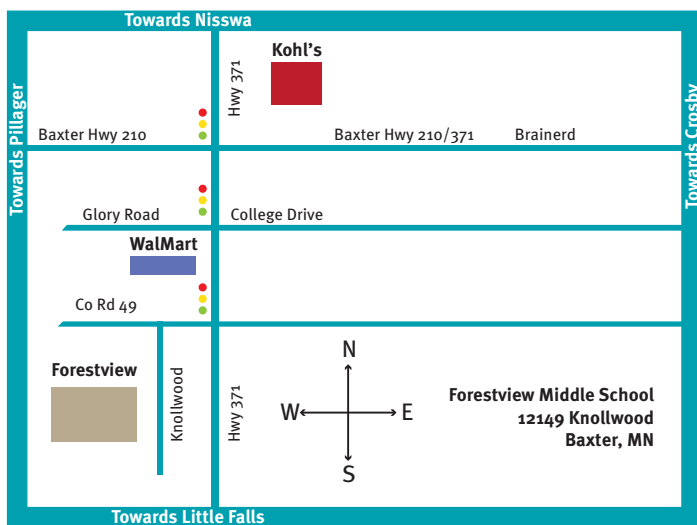 Towards Nisswa
Kohl's
Hwy 371
Towards Pillager
Towards Crosby
Baxter Hwy 210
Baxter Hwy 210/371
Brainerd
Glory Road
College Drive
WalMart
Co Rd 49
Forestview
Knollwood
Hwy 371
N
W
E
S
Forestview Middle School
12149 Knollwood
Baxter, MN
Towards Little Falls